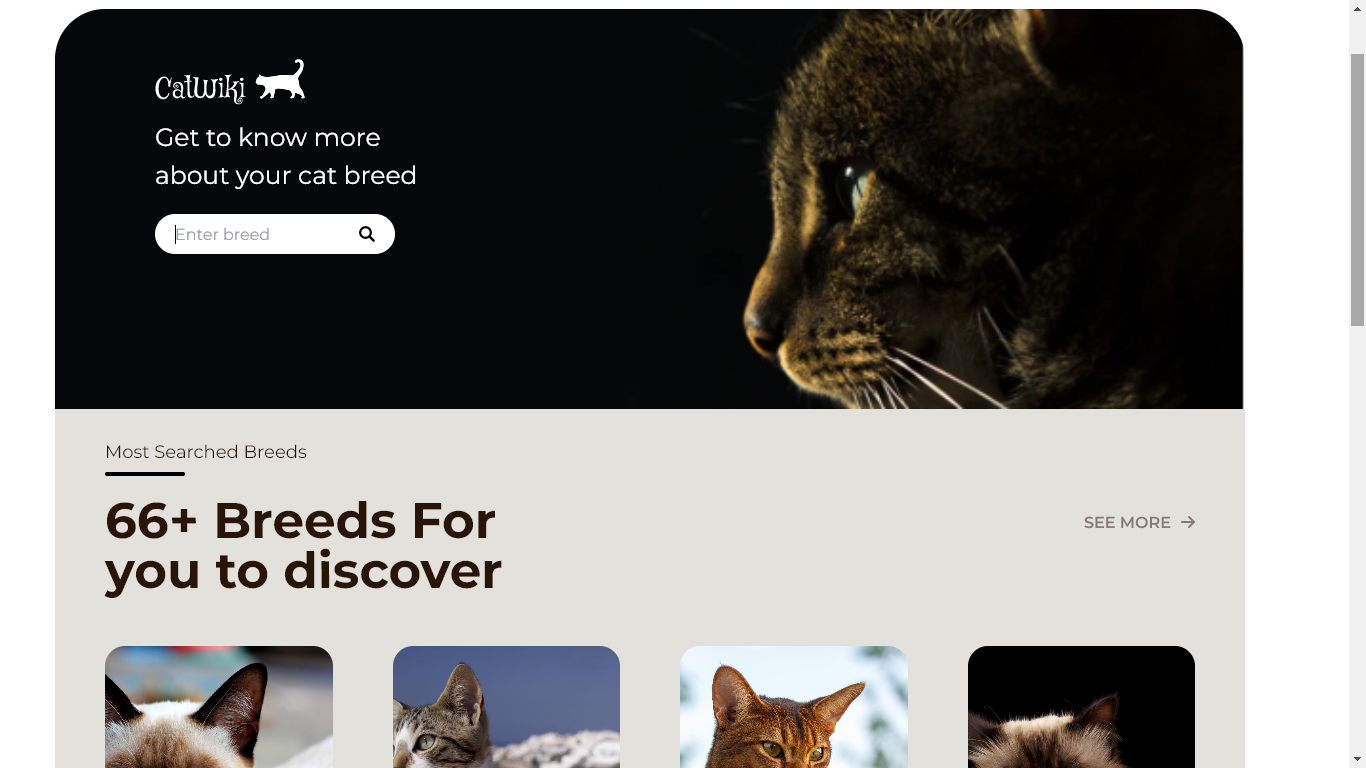 CatWiki
Get to know more
about your cat breed
Enter breed
Most Searched Breeds
66+ Breeds For
you to discover
SEE MORE